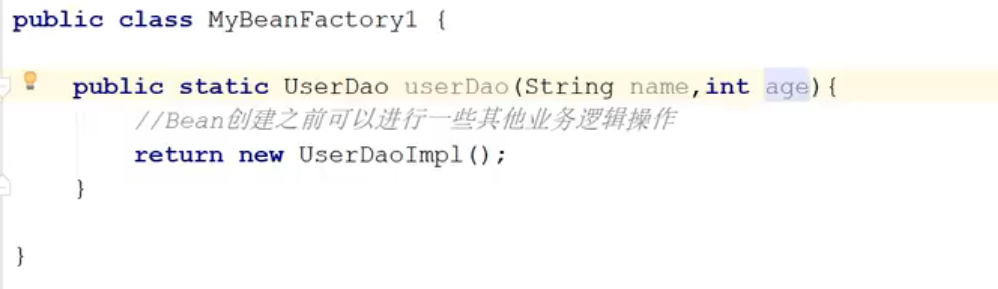 public class MyBeanFactory1 {
public static UserDao userDao(String name,int age){
//Bean创建之前可以进行一些其他业务逻辑操作
return new UserDaoImpl();
}
}